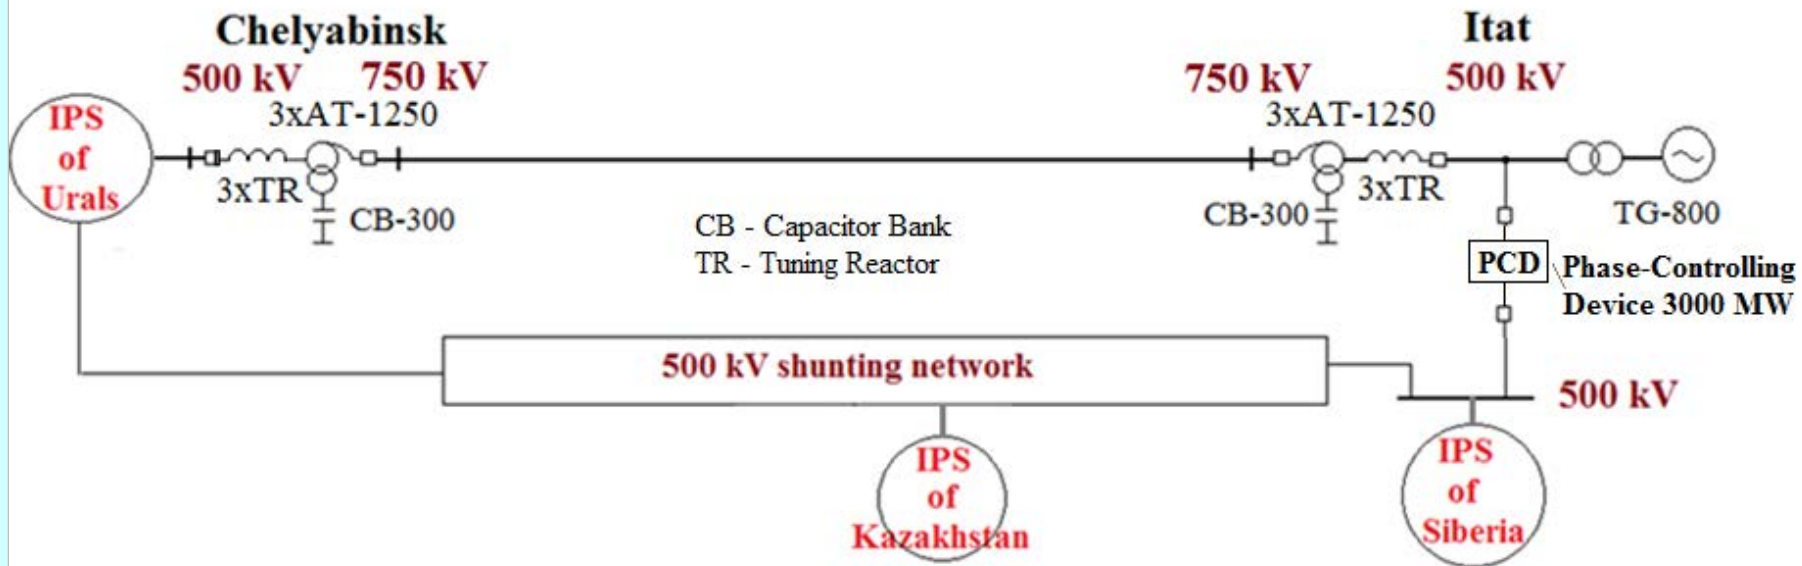 Chelyabinsk
Itat
500 kV
750 kV
750 kV
500 kV
3xAT-1250
3xAT-1250
IPS
of
Urals
3xTR
3xTR
CB-300
CB-300
TG-800
CB - Capacitor Bank
TR - Tuning Reactor
PCD
Phase-Controlling
Device 3000 MW
500 kV shunting network
500 kV
IPS
of
Kazakhstan
IPS
of
Siberia